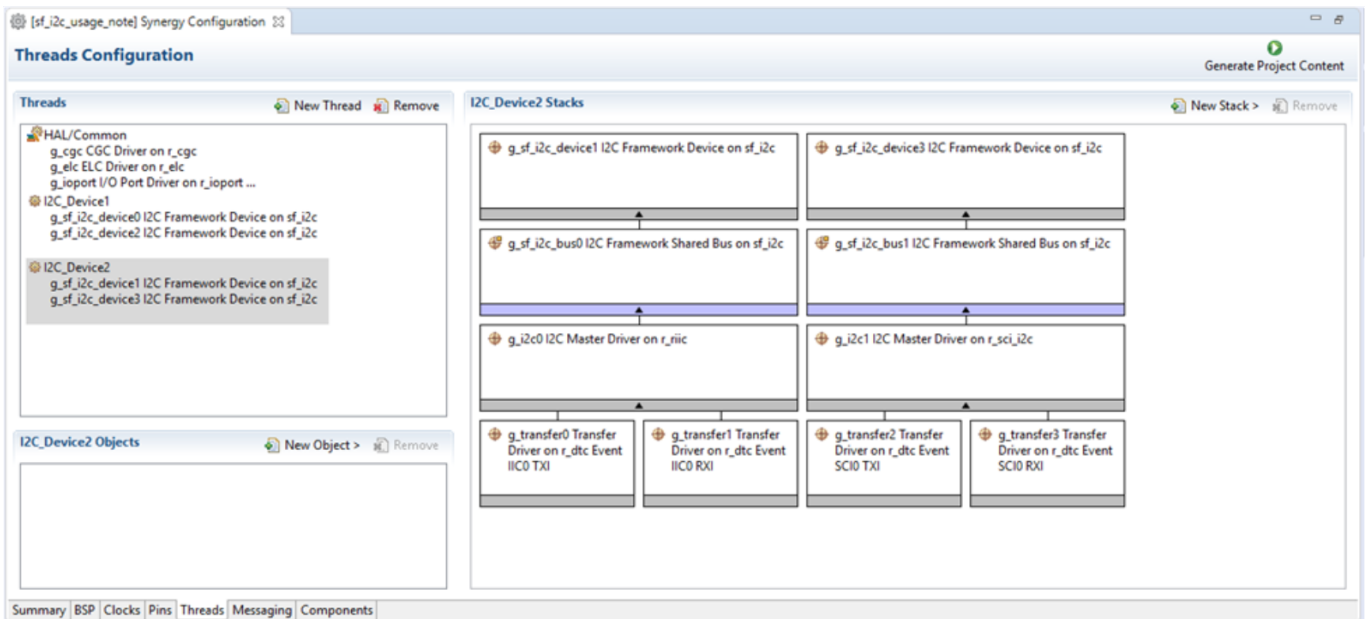 [sf_i2c_usage_note] Synergy Configuration
Threads Configuration
Generate Project Content
Threads
New Thread
Remove
HAL/Common
g_cgc CGC Driver on r_cgc
g_elc ELC Driver on r_elc
g_ioport I/O Port Driver on r_ioport ...
I2C_Device1
g_sf_i2c_device0 I2C Framework Device on sf_i2c
g_sf_i2c_device2 I2C Framework Device on sf_i2c
I2C_Device2
g_sf_i2c_device1 I2C Framework Device on sf_i2c
g_sf_i2c_device3 I2C Framework Device on sf_i2c
I2C_Device2 Objects
New Object >
Remove
I2C_Device2 Stacks
New Stack >
Remove
g_sf_i2c_device1 I2C Framework Device on sf_i2c
g_sf_i2c_device3 I2C Framework Device on sf_i2c
g_sf_i2c_bus0 I2C Framework Shared Bus on sf_i2c
g_sf_i2c_bus1 I2C Framework Shared Bus on sf_i2c
g_i2c0 I2C Master Driver on r_riic
g_i2c1 I2C Master Driver on r_sci_i2c
g_transfer0 Transfer
Driver on r_dtc Event
IIC0 TXI
g_transfer1 Transfer
Driver on r_dtc Event
IIC0 RXI
g_transfer2 Transfer
Driver on r_dtc Event
SCI0 TXI
g_transfer3 Transfer
Driver on r_dtc Event
SCI0 RXI
Summary BSP Clocks Pins Threads Messaging Components